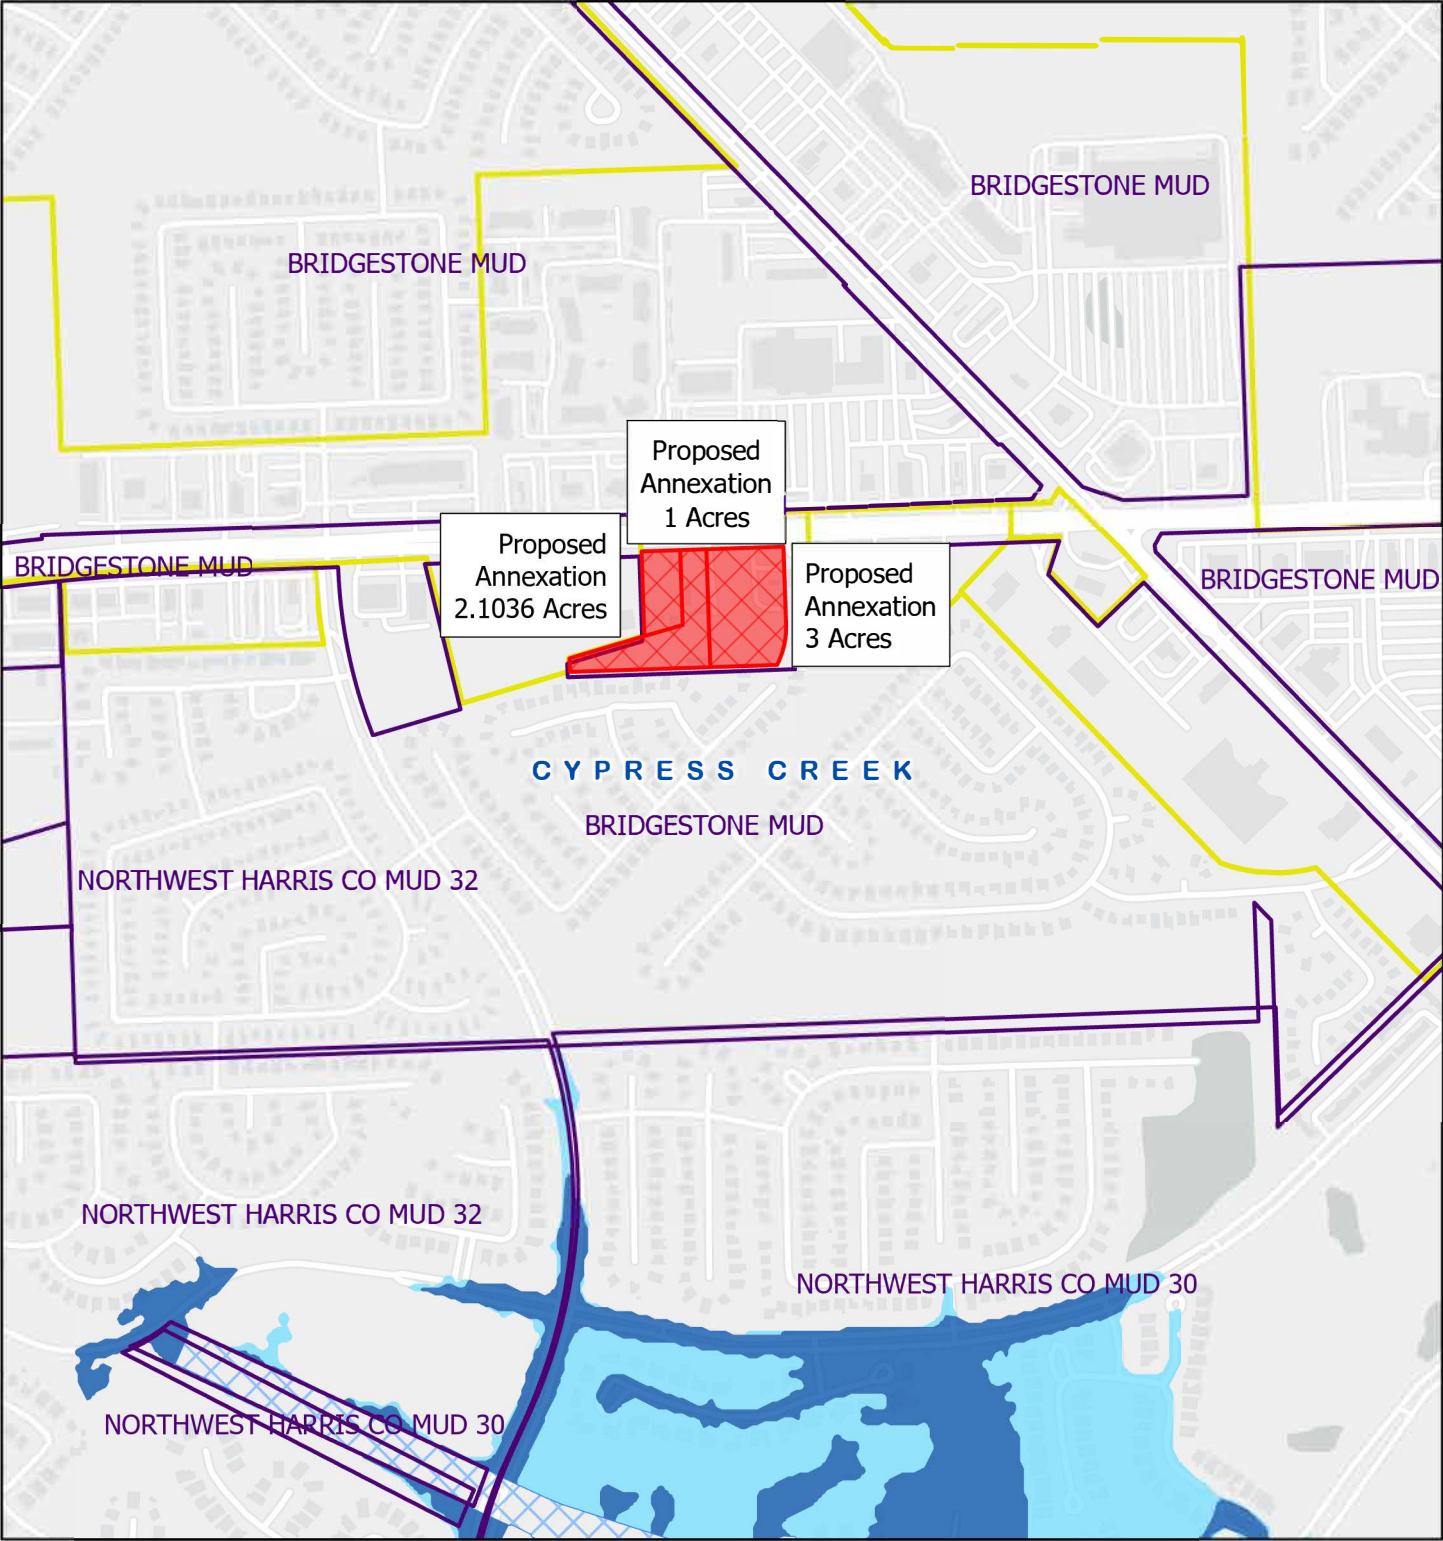 BRIDGESTONE MUD
BRIDGESTONE MUD
Proposed
Annexation
1 Acres
Proposed
Annexation
2.1036 Acres
Proposed
Annexation
3 Acres
BRIDGESTONE MUD
BRIDGESTONE MUD
CYPRESS CREEK
BRIDGESTONE MUD
NORTHWEST HARRIS CO MUD 32
NORTHWEST HARRIS CO MUD 32
NORTHWEST HARRIS CO MUD 30
NORTHWEST HARRIS CO MUD 30